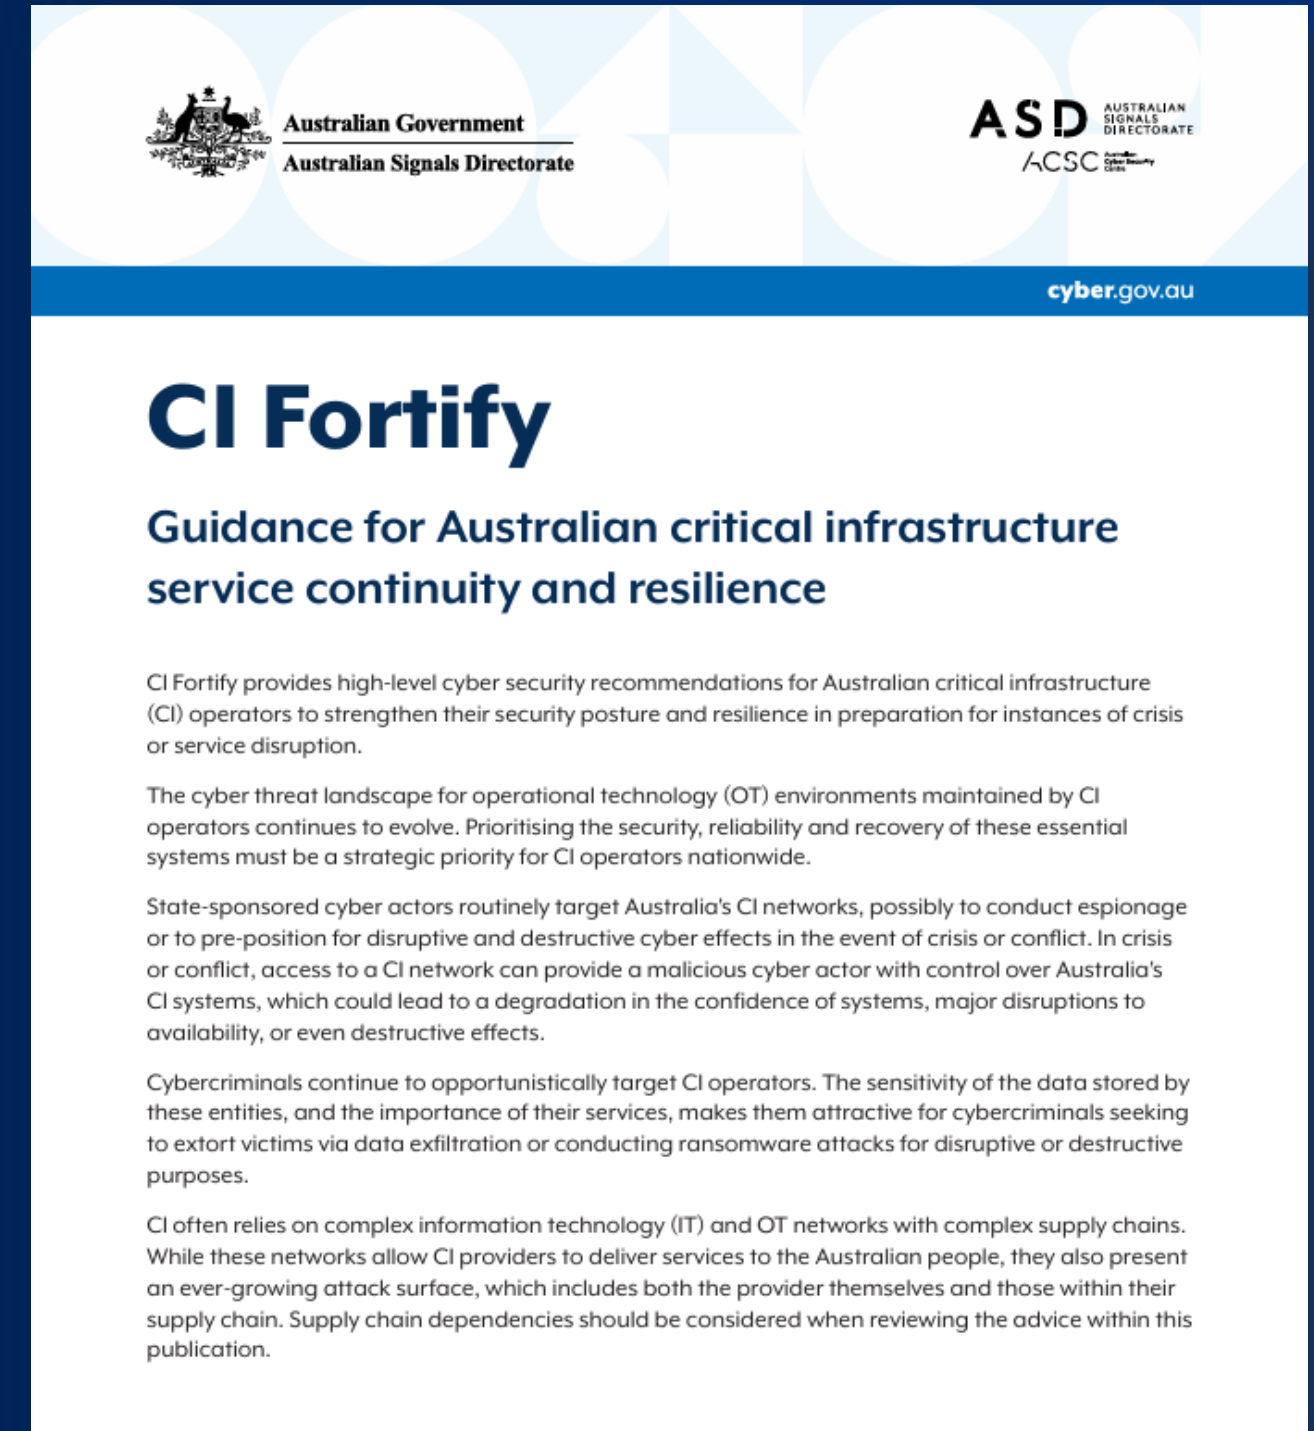 Australian Government
Australian Signals Directorate
ASD
AUSTRALIAN
SIGNALS
DIRECTORATE
ACSC
Australian
Cyber Security
Centre
cyber.gov.au
CI Fortify
Guidance for Australian critical infrastructure
service continuity and resilience
CI Fortify provides high-level cyber security recommendations for Australian critical infrastructure
(CI) operators to strengthen their security posture and resilience in preparation for instances of crisis
or service disruption.
The cyber threat landscape for operational technology (OT) environments maintained by CI
operators continues to evolve. Prioritising the security, reliability and recovery of these essential
systems must be a strategic priority for CI operators nationwide.
State-sponsored cyber actors routinely target Australia's CI networks, possibly to conduct espionage
or to pre-position for disruptive and destructive cyber effects in the event of crisis or conflict. In crisis
or conflict, access to a CI network can provide a malicious cyber actor with control over Australia's
CI systems, which could lead to a degradation in the confidence of systems, major disruptions to
availability, or even destructive effects.
Cybercriminals continue to opportunistically target CI operators. The sensitivity of the data stored by
these entities, and the importance of their services, makes them attractive for cybercriminals seeking
to extort victims via data exfiltration or conducting ransomware attacks for disruptive or destructive
purposes.
CI often relies on complex information technology (IT) and OT networks with complex supply chains.
While these networks allow CI providers to deliver services to the Australian people, they also present
an ever-growing attack surface, which includes both the provider themselves and those within their
supply chain. Supply chain dependencies should be considered when reviewing the advice within this
publication.